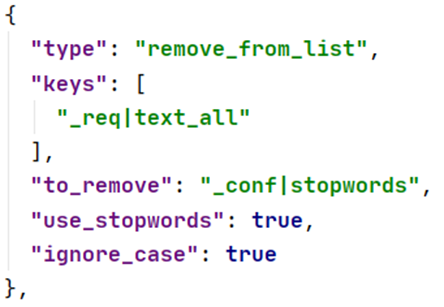 {
"type": "remove_from_list",
"keys": [
"_req|text_all"
],
"to_remove": "_conf|stopwords",
"use_stopwords": true,
"ignore_case": true
},